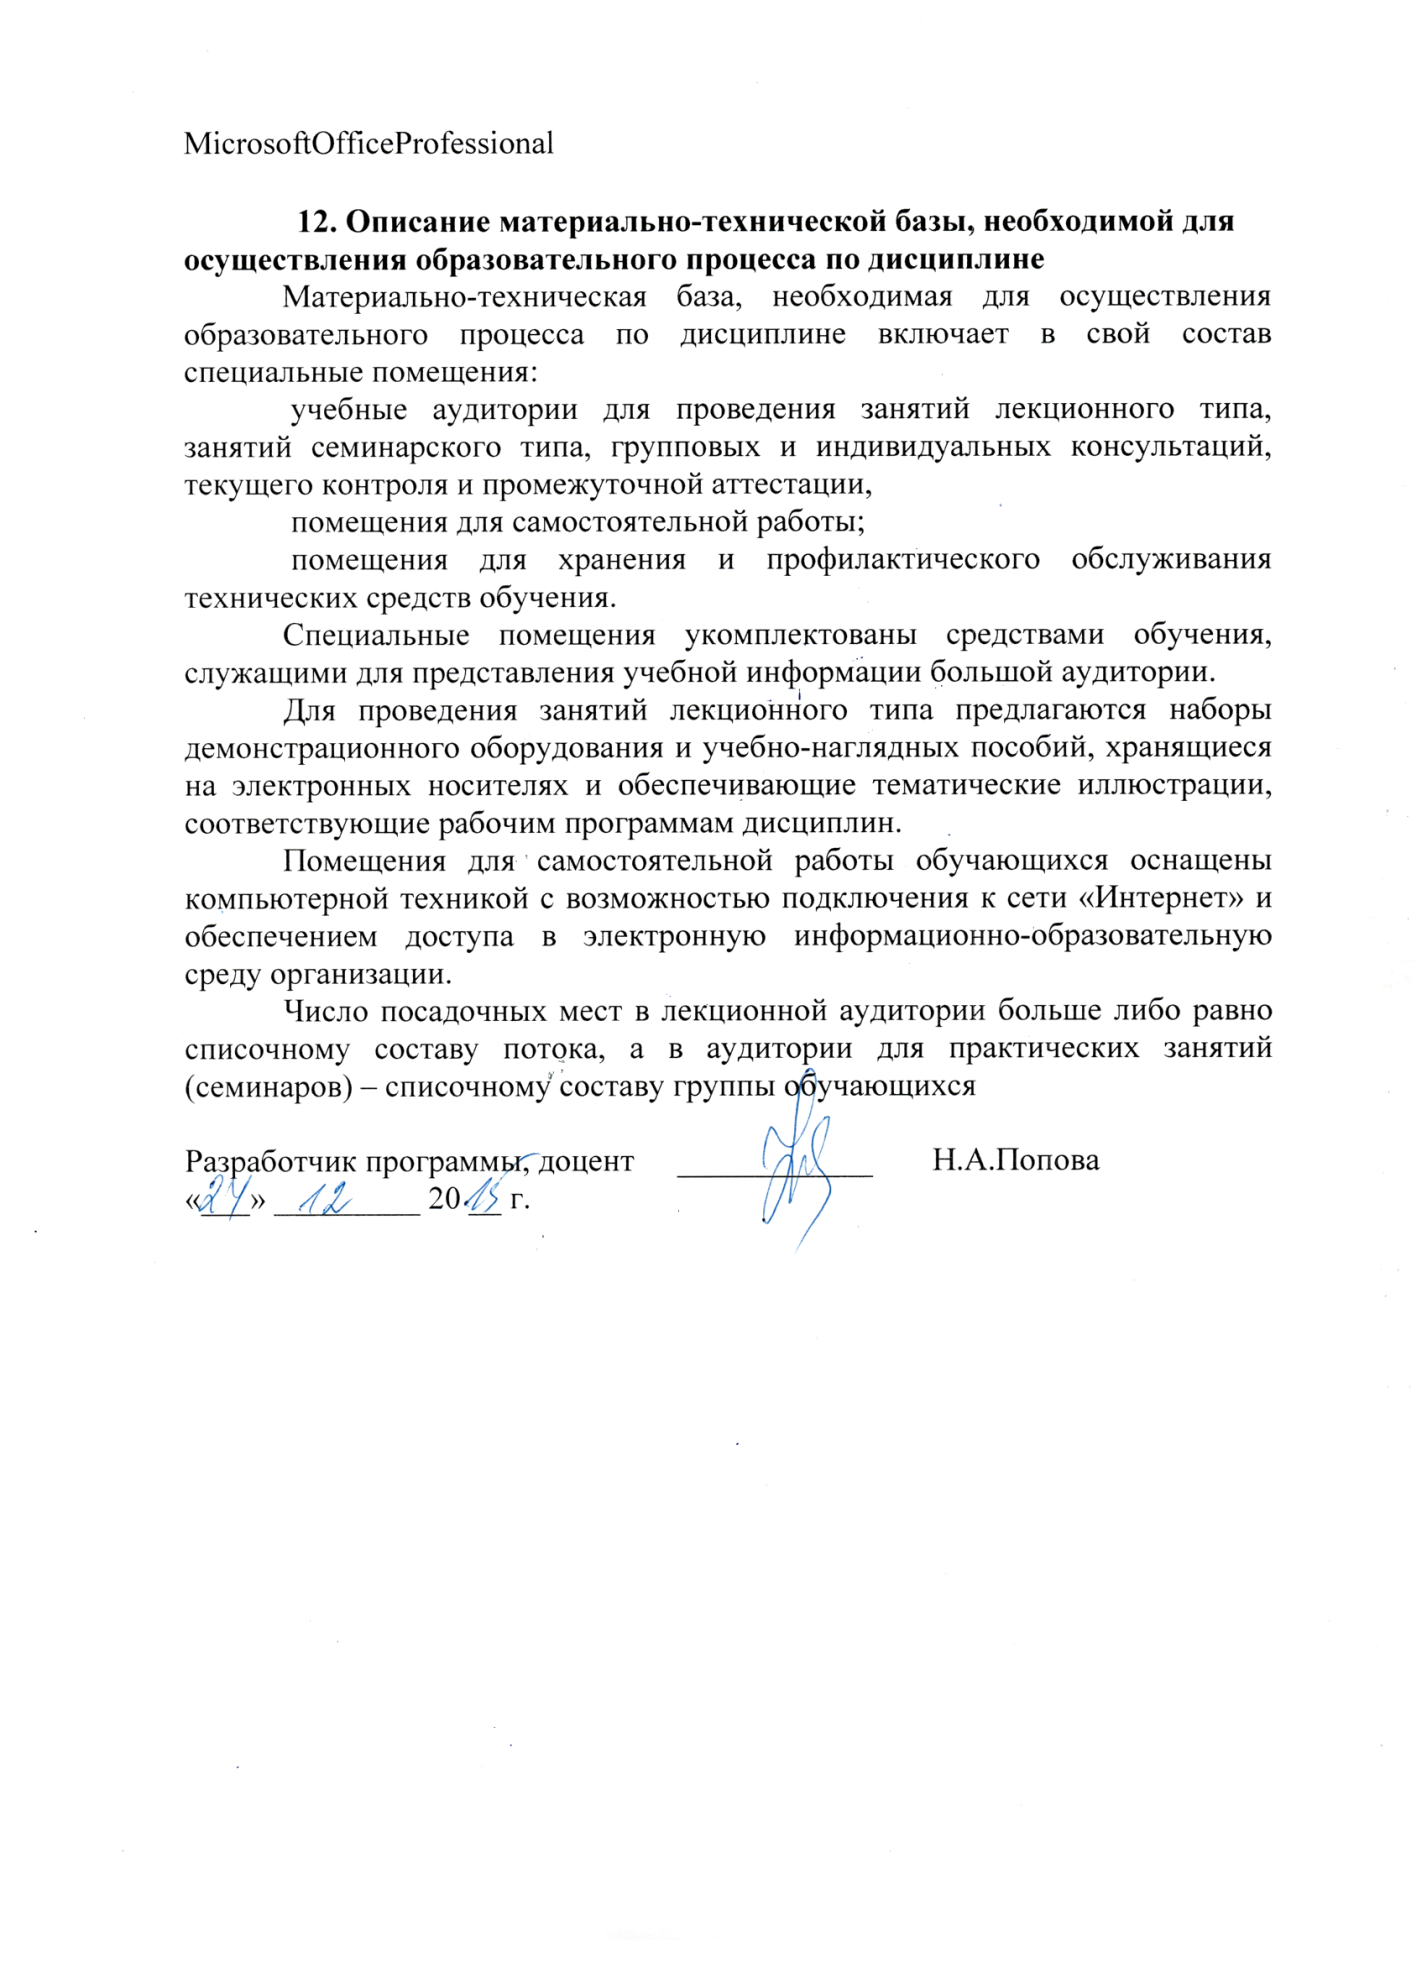 MicrosoftOfficeProfessional
12. Описание материально-технической базы, необходимой для
осуществления образовательного процесса по дисциплине
Материально-техническая база, необходимая для осуществления
образовательного процесса по дисциплине включает в свой состав
специальные помещения:
учебные аудитории для проведения занятий лекционного типа,
занятий семинарского типа, групповых и индивидуальных консультаций,
текущего контроля и промежуточной аттестации,
помещения для самостоятельной работы;
помещения для хранения и профилактического обслуживания
технических средств обучения.
Специальные помещения укомплектованы средствами обучения,
служащими для представления учебной информации большой аудитории.
Для проведения занятий лекционного типа предлагаются наборы
демонстрационного оборудования и учебно-наглядных пособий, хранящиеся
на электронных носителях и обеспечивающие тематические иллюстрации,
соответствующие рабочим программам дисциплин.
Помещения для самостоятельной работы обучающихся оснащены
компьютерной техникой с возможностью подключения к сети «Интернет» и
обеспечением доступа в электронную информационно-образовательную
среду организации.
Число посадочных мест в лекционной аудитории больше либо равно
списочному составу потока, а в аудитории для практических занятий
(семинаров) – списочному составу группы обучающихся
Разработчик программы, доцент ____________ Н.А.Попова
«24» 12 2015 г.